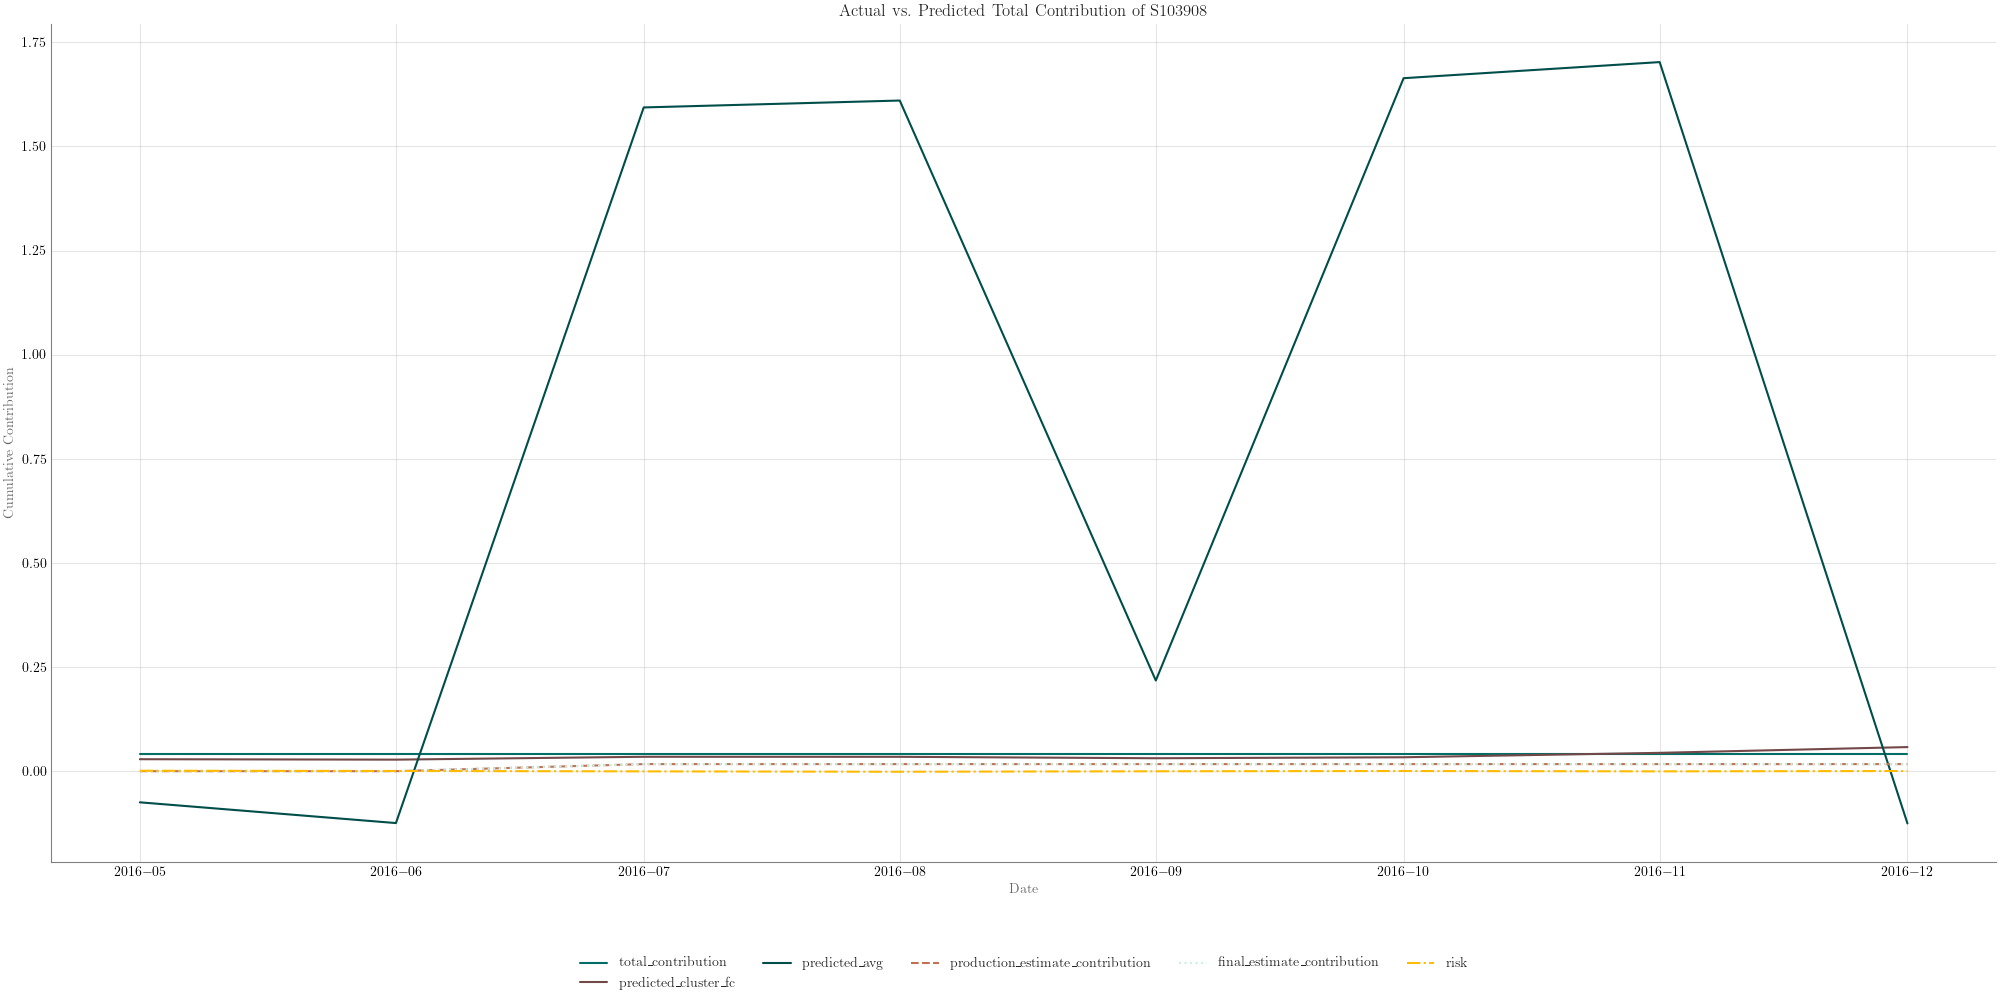 Actual vs. Predicted Total Contribution of S103908
Cumulative Contribution
1.75
1.50
1.25
1.00
0.75
0.50
0.25
0.00
2016−05 2016−06 2016−07 2016−08 2016−09 2016−10 2016−11 2016−12
Date
total_contribution predicted_avg production_estimate_contribution final_estimate_contribution risk
predicted_cluster_fc